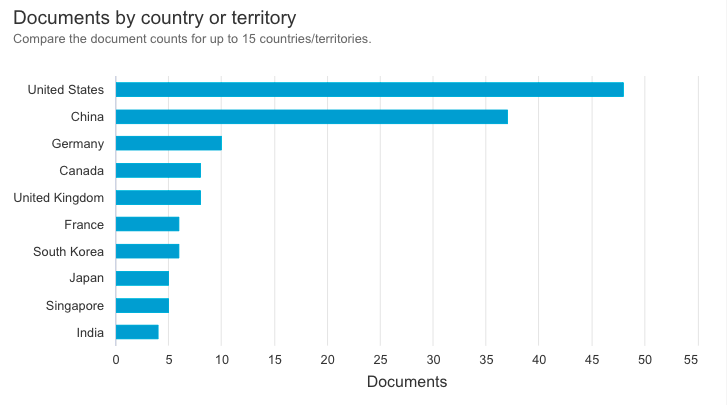 Documents by country or territory
Compare the document counts for up to 15 countries/territories.
United States
China
Germany
Canada
United Kingdom
France
South Korea
Japan
Singapore
India
0 5 10 15 20 25 30 35 40 45 50 55
Documents